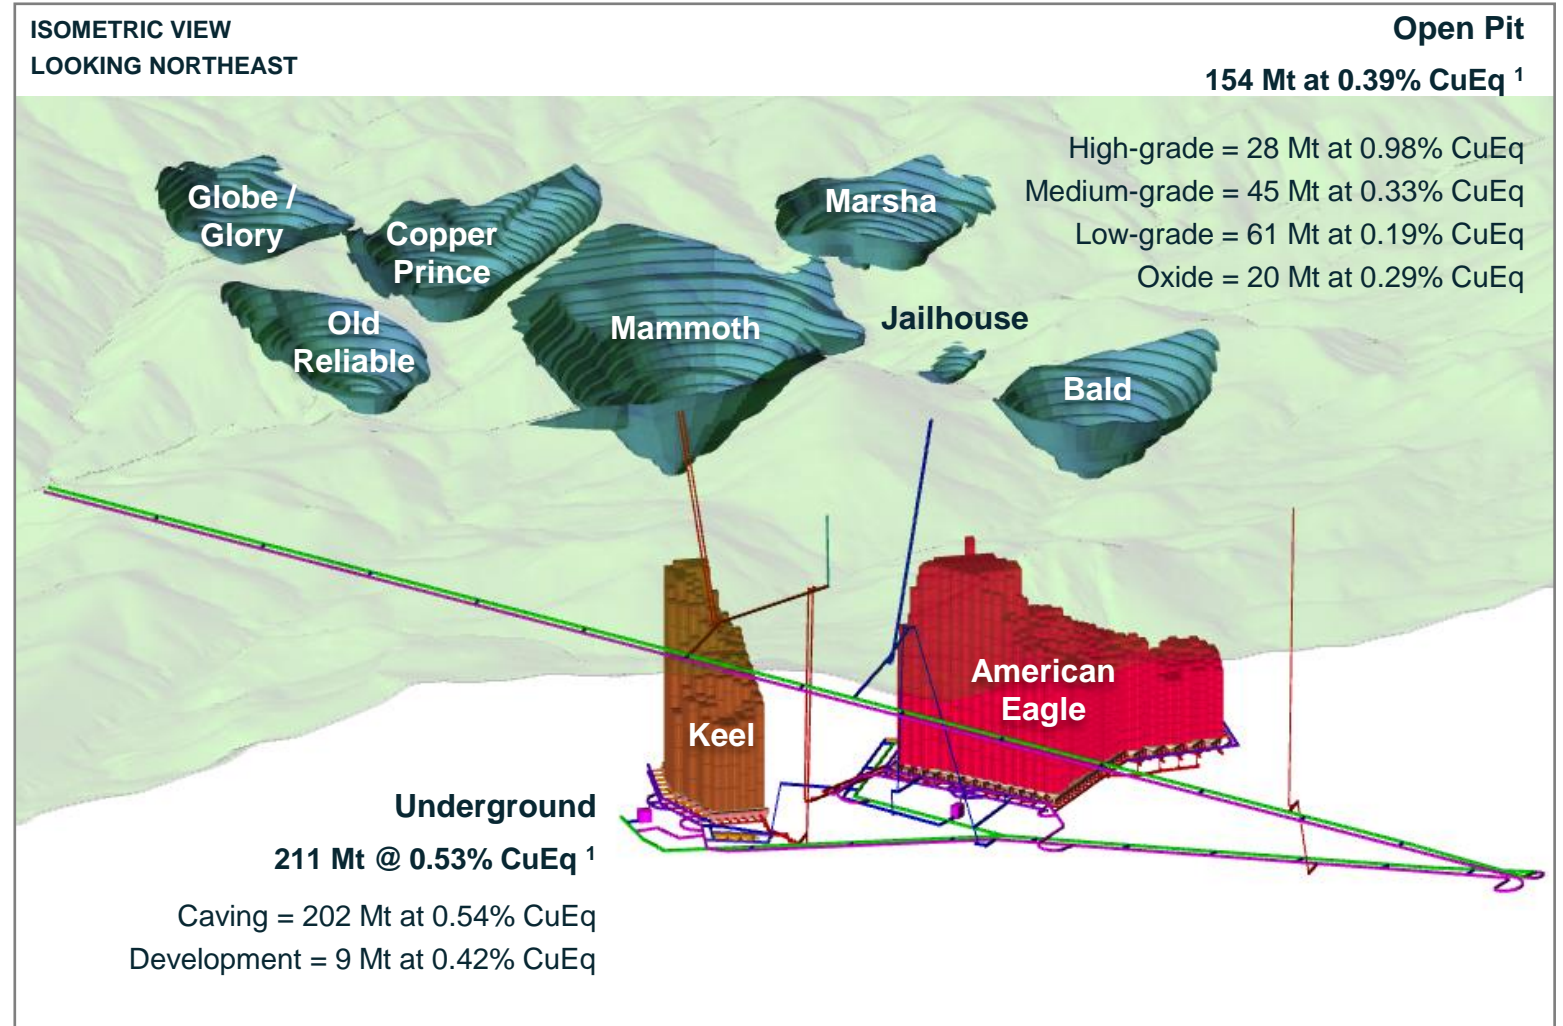 ISOMETRIC VIEW
LOOKING NORTHEAST
Open Pit
154 Mt at 0.39% CuEq ¹
High-grade = 28 Mt at 0.98% CuEq
Medium-grade = 45 Mt at 0.33% CuEq
Low-grade = 61 Mt at 0.19% CuEq
Oxide = 20 Mt at 0.29% CuEq
Globe /
Glory
Copper
Prince
Marsha
Old
Reliable
Mammoth
Jailhouse
Bald
American
Eagle
Keel
Underground
211 Mt @ 0.53% CuEq ¹
Caving = 202 Mt at 0.54% CuEq
Development = 9 Mt at 0.42% CuEq